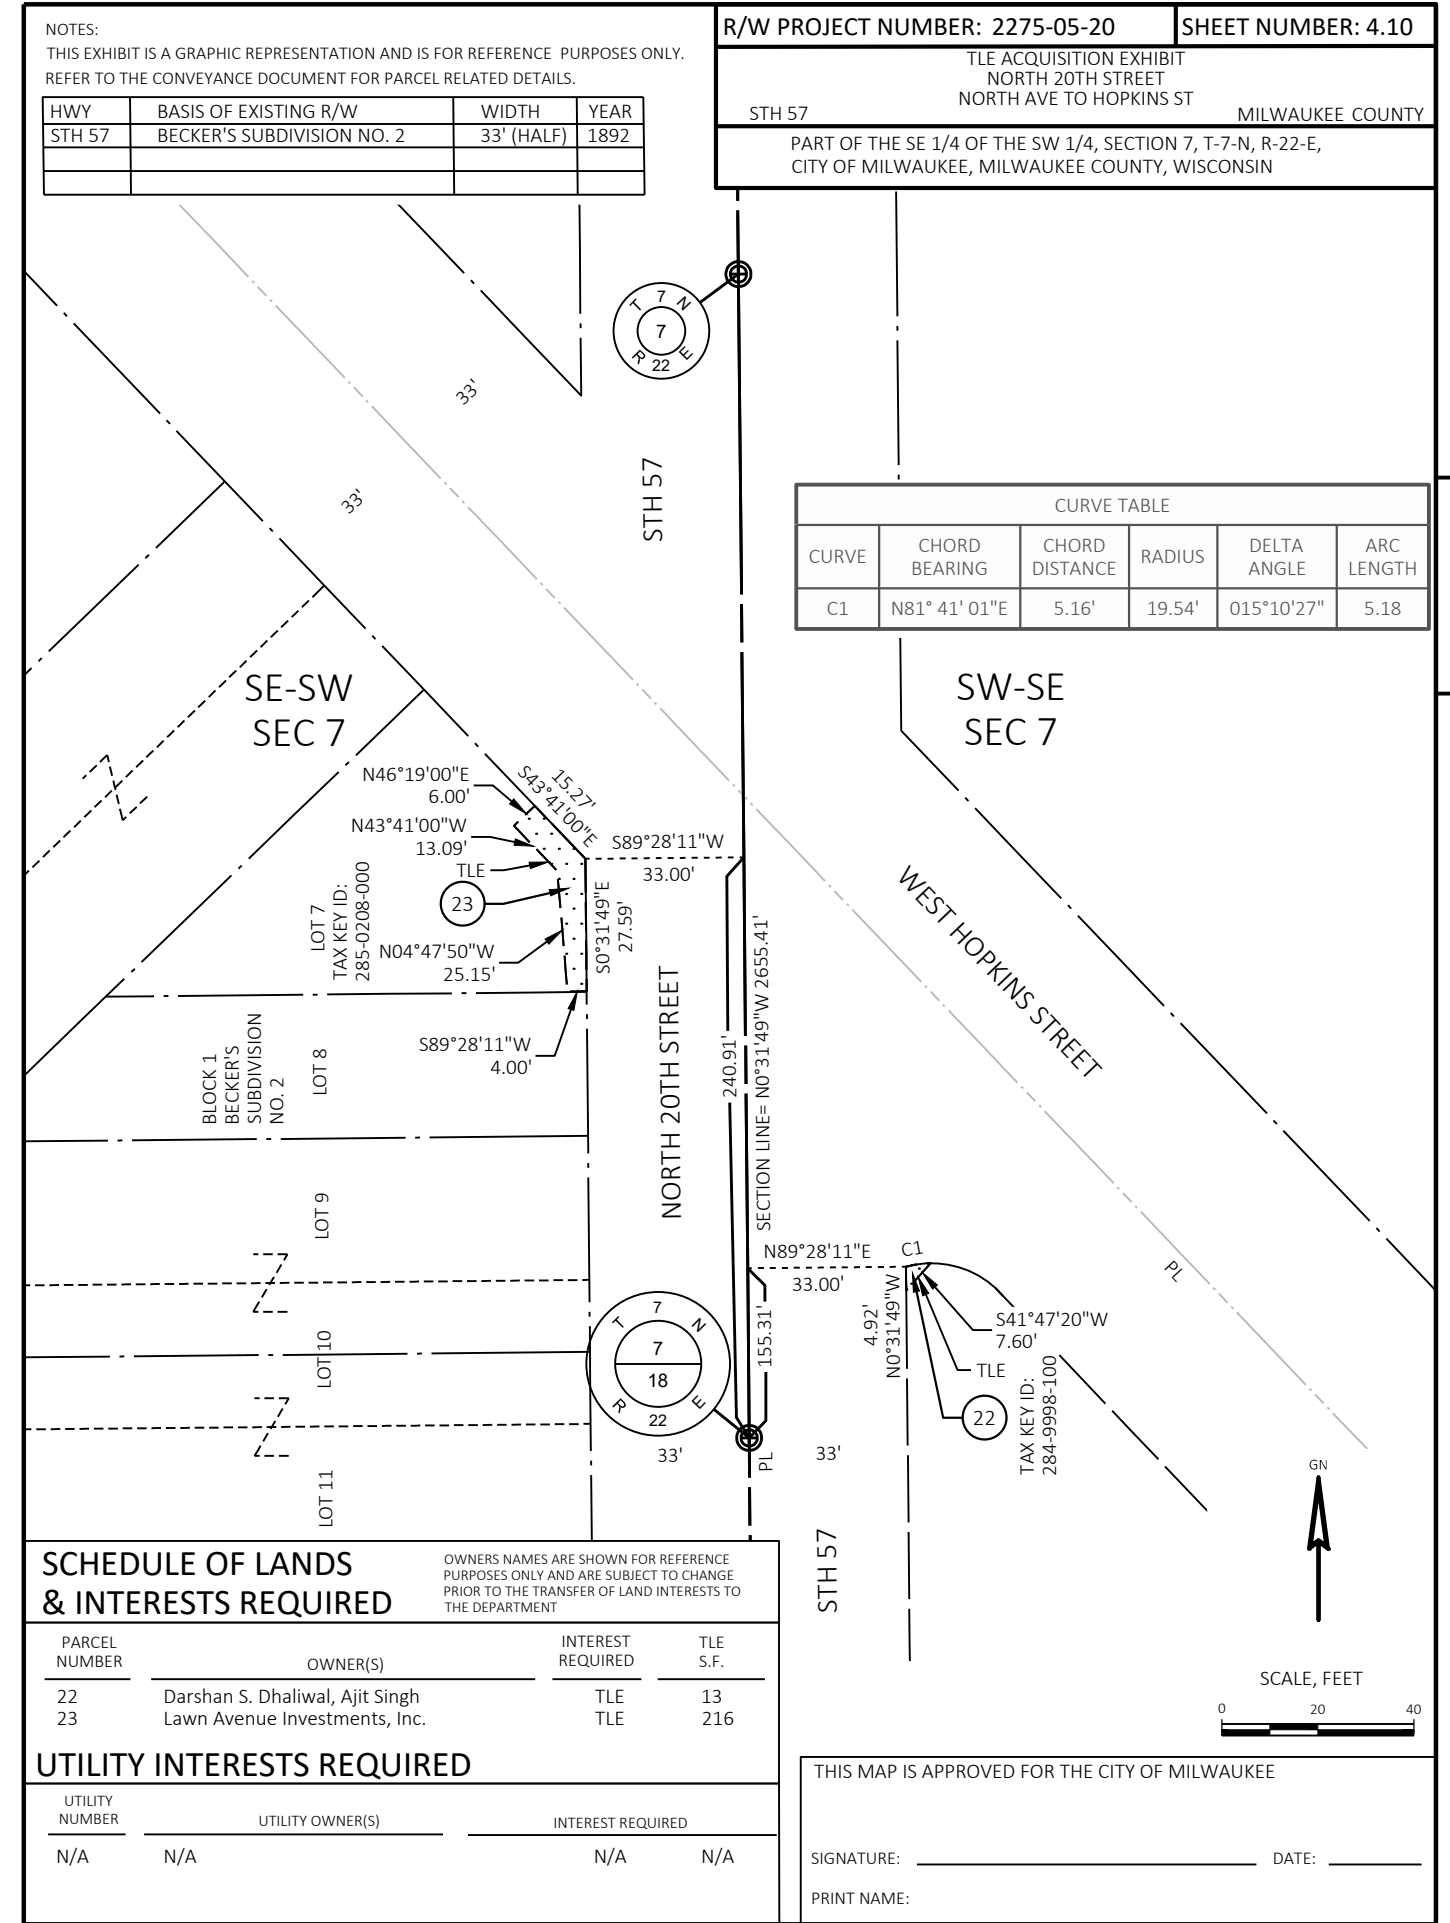 NOTES:
THIS EXHIBIT IS A GRAPHIC REPRESENTATION AND IS FOR REFERENCE PURPOSES ONLY.
REFER TO THE CONVEYANCE DOCUMENT FOR PARCEL RELATED DETAILS.
HWY BASIS OF EXISTING R/W WIDTH YEAR
STH 57 BECKER'S SUBDIVISION NO. 2 33' (HALF) 1892
R/W PROJECT NUMBER: 2275-05-20 SHEET NUMBER: 4.10
TLE ACQUISITION EXHIBIT
NORTH 20TH STREET
NORTH AVE TO HOPKINS ST
STH 57 MILWAUKEE COUNTY
PART OF THE SE 1/4 OF THE SW 1/4, SECTION 7, T-7-N, R-22-E,
CITY OF MILWAUKEE, MILWAUKEE COUNTY, WISCONSIN
T 7 N
7
R 22 E
33'
33'
STH 57
CURVE TABLE
CURVE CHORD BEARING CHORD DISTANCE RADIUS DELTA ANGLE ARC LENGTH
C1 N81° 41' 01"E 5.16' 19.54' 015°10'27" 5.18
SE-SW
SEC 7
SW-SE
SEC 7
N46°19'00"E
6.00'
15.27'
S43°41'00"E
N43°41'00"W
13.09'
TLE
23
S89°28'11"W
33.00'
LOT 7
TAX KEY ID:
285-0208-000
N04°47'50"W
25.15'
S0°31'49"E
27.59'
S89°28'11"W
4.00'
WEST HOPKINS STREET
NORTH 20TH STREET
240.91'
SECTION LINE= N0°31'49"W 2655.41'
BLOCK 1
BECKER'S
SUBDIVISION
NO. 2
LOT 8
LOT 9
LOT 10
LOT 11
N89°28'11"E
33.00'
C1
PL
155.31'
4.92'
N0°31'49"W
S41°47'20"W
7.60'
TLE
22
TAX KEY ID:
284-9998-100
T 7 N
7
18
R 22 E
33'
PL
33'
STH 57
GN
SCALE, FEET
0 20 40
SCHEDULE OF LANDS
& INTERESTS REQUIRED
OWNERS NAMES ARE SHOWN FOR REFERENCE
PURPOSES ONLY AND ARE SUBJECT TO CHANGE
PRIOR TO THE TRANSFER OF LAND INTERESTS TO
THE DEPARTMENT
PARCEL NUMBER OWNER(S) INTEREST REQUIRED TLE S.F.
22 Darshan S. Dhaliwal, Ajit Singh TLE 13
23 Lawn Avenue Investments, Inc. TLE 216
UTILITY INTERESTS REQUIRED
UTILITY NUMBER UTILITY OWNER(S) INTEREST REQUIRED
N/A N/A N/A N/A
THIS MAP IS APPROVED FOR THE CITY OF MILWAUKEE
SIGNATURE: DATE:
PRINT NAME: